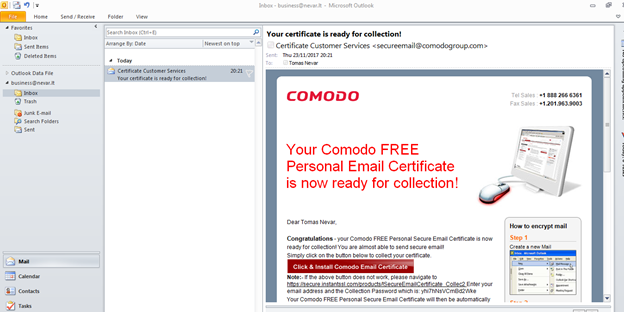 Inbox - business@nevar.lt - Microsoft Outlook
File Home Send / Receive Folder View
Favorites
Inbox
Sent Items
Deleted Items
Outlook Data File
business@nevar.lt
Inbox
Trash
Junk E-mail
Search Folders
Sent
Mail
Calendar
Contacts
Tasks
Search Inbox (Ctrl+E)
Arrange By: Date Newest on top
Today
Certificate Customer Services 20:21
Your certificate is ready for collection!
Your certificate is ready for collection!
Certificate Customer Services <secureemail@comodogroup.com>
Sent: Thu 23/11/2017 20:21
To: Tomas Nevar
COMODO
Tel Sales +1 888 266 6361
Fax Sales +1.201.963.9003
Your Comodo FREE
Personal Email Certificate
is now ready for collection!
Dear Tomas Nevar,
Congratulations - your Comodo FREE Personal Secure Email Certificate is now
ready for collection! You are almost able to send secure email!
Simply click on the button below to collect your certificate.
Click & Install Comodo Email Certificate
Note:- If the above button does not work, please navigate to
https://secure.instantssl.com/products/SecureEmailCertificate_Collect2 Enter your
email address and the Collection Password which is:
Your Comodo FREE Personal Secure Email Certificate will then be automatically
How to encrypt mail
Step 1
Create a new Mail
Step 2